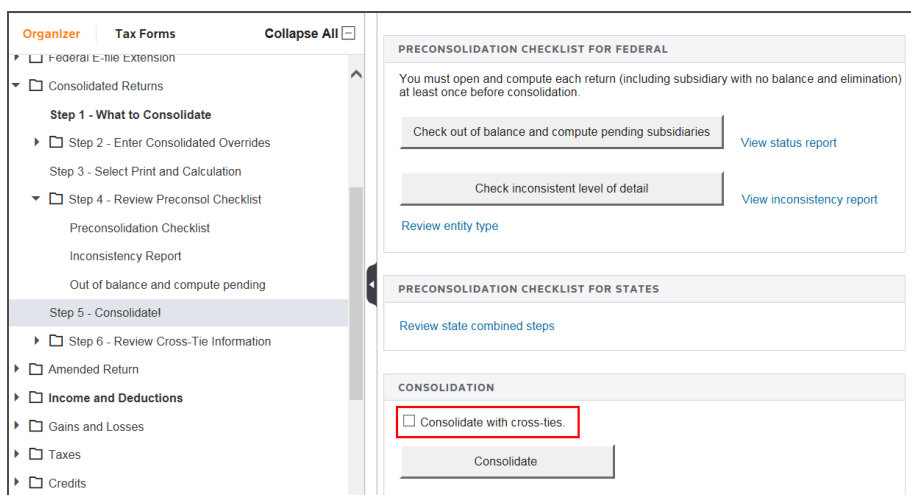 Organizer
Tax Forms
Collapse All
Federal E-file Extension
Consolidated Returns
Step 1 - What to Consolidate
Step 2 - Enter Consolidated Overrides
Step 3 - Select Print and Calculation
Step 4 - Review Preconsol Checklist
Preconsolidation Checklist
Inconsistency Report
Out of balance and compute pending
Step 5 - Consolidate!
Step 6 - Review Cross-Tie Information
Amended Return
Income and Deductions
Gains and Losses
Taxes
Credits
PRECONSOLIDATION CHECKLIST FOR FEDERAL
You must open and compute each return (including subsidiary with no balance and elimination)
at least once before consolidation.
Check out of balance and compute pending subsidiaries
View status report
Check inconsistent level of detail
View inconsistency report
Review entity type
PRECONSOLIDATION CHECKLIST FOR STATES
Review state combined steps
CONSOLIDATION
Consolidate with cross-ties.
Consolidate